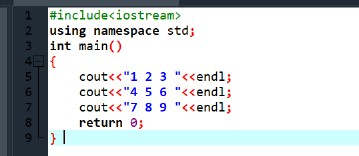 1 #include<iostream>
2 using namespace std;
3 int main()
4 {
5 cout<<"1 2 3 "<<endl;
6 cout<<"4 5 6 "<<endl;
7 cout<<"7 8 9 "<<endl;
8 return 0;
9 }